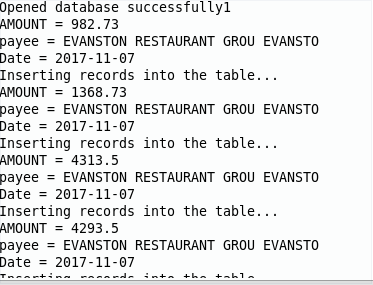 Opened database successfully1
AMOUNT = 982.73
payee = EVANSTON RESTAURANT GROU EVANSTO
Date = 2017-11-07
Inserting records into the table...
AMOUNT = 1368.73
payee = EVANSTON RESTAURANT GROU EVANSTO
Date = 2017-11-07
Inserting records into the table...
AMOUNT = 4313.5
payee = EVANSTON RESTAURANT GROU EVANSTO
Date = 2017-11-07
Inserting records into the table...
AMOUNT = 4293.5
payee = EVANSTON RESTAURANT GROU EVANSTO
Date = 2017-11-07
Inserting records into the table